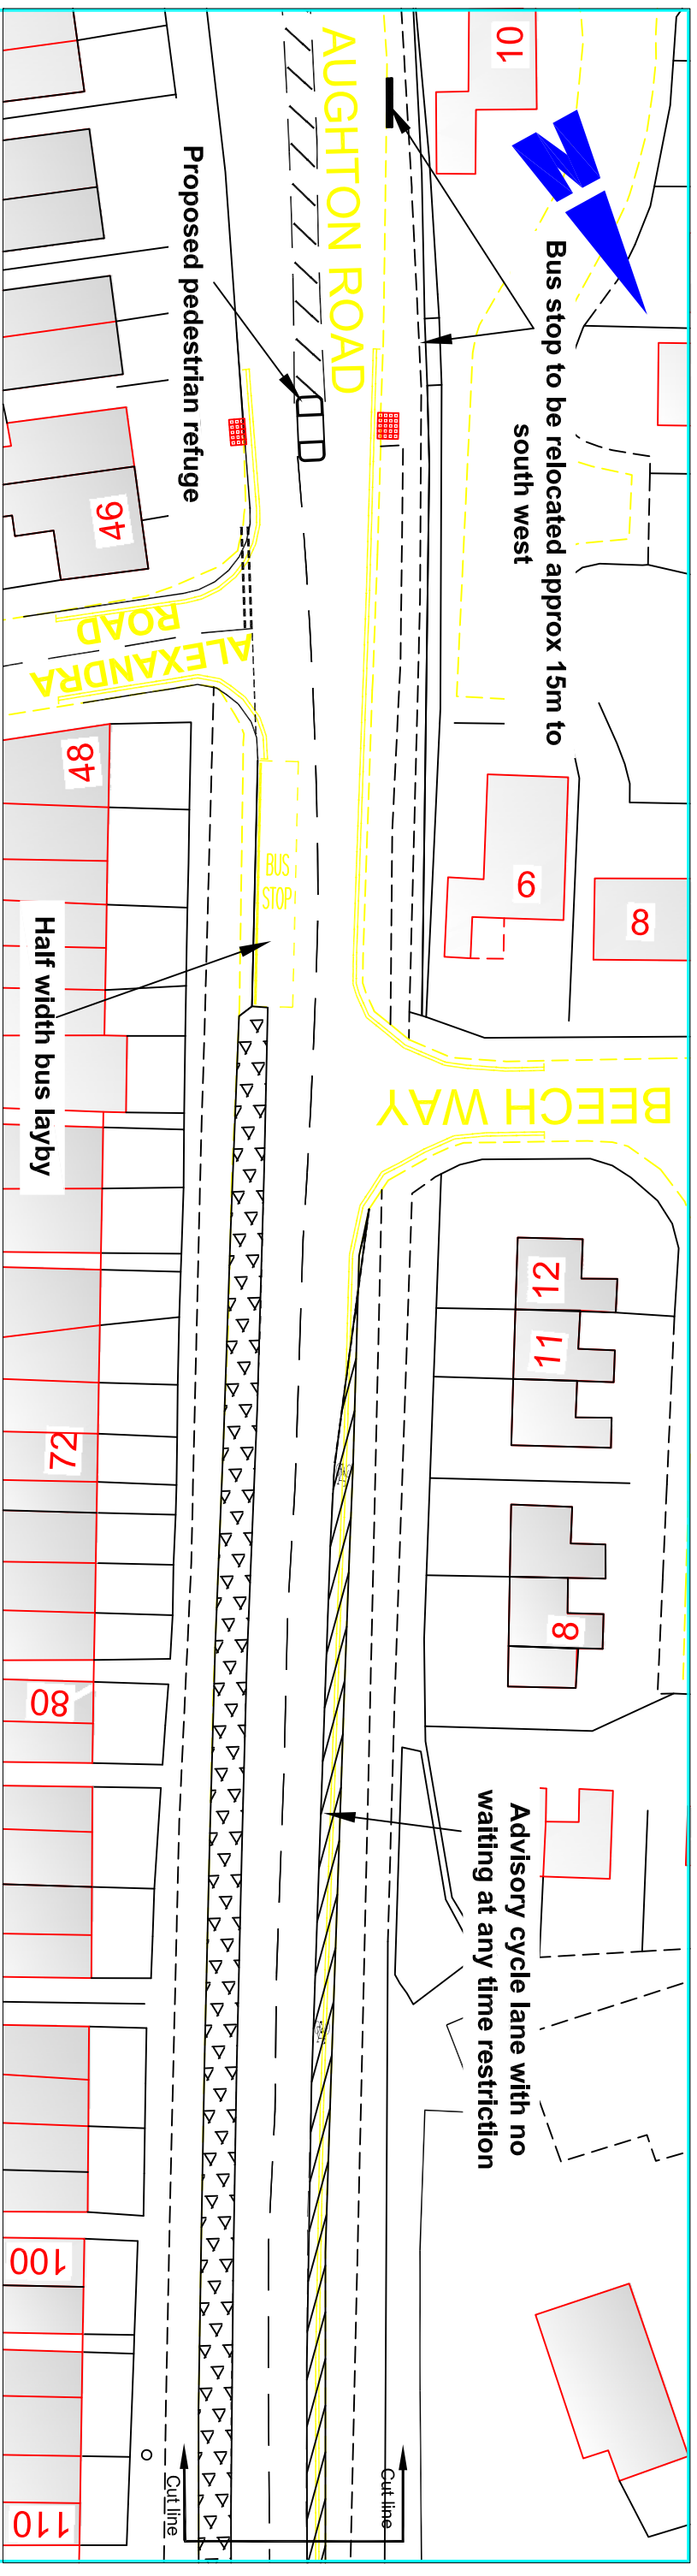 10
N
AUGHTON ROAD
Bus stop to be relocated approx 15m to
south west
Proposed pedestrian refuge
46
ALEXANDRA
ROAD
48
BUS
STOP
6
8
Half width bus layby
BEECH WAY
12
11
72
8
80
Advisory cycle lane with no
waiting at any time restriction
100
110
Cut line
Cut line